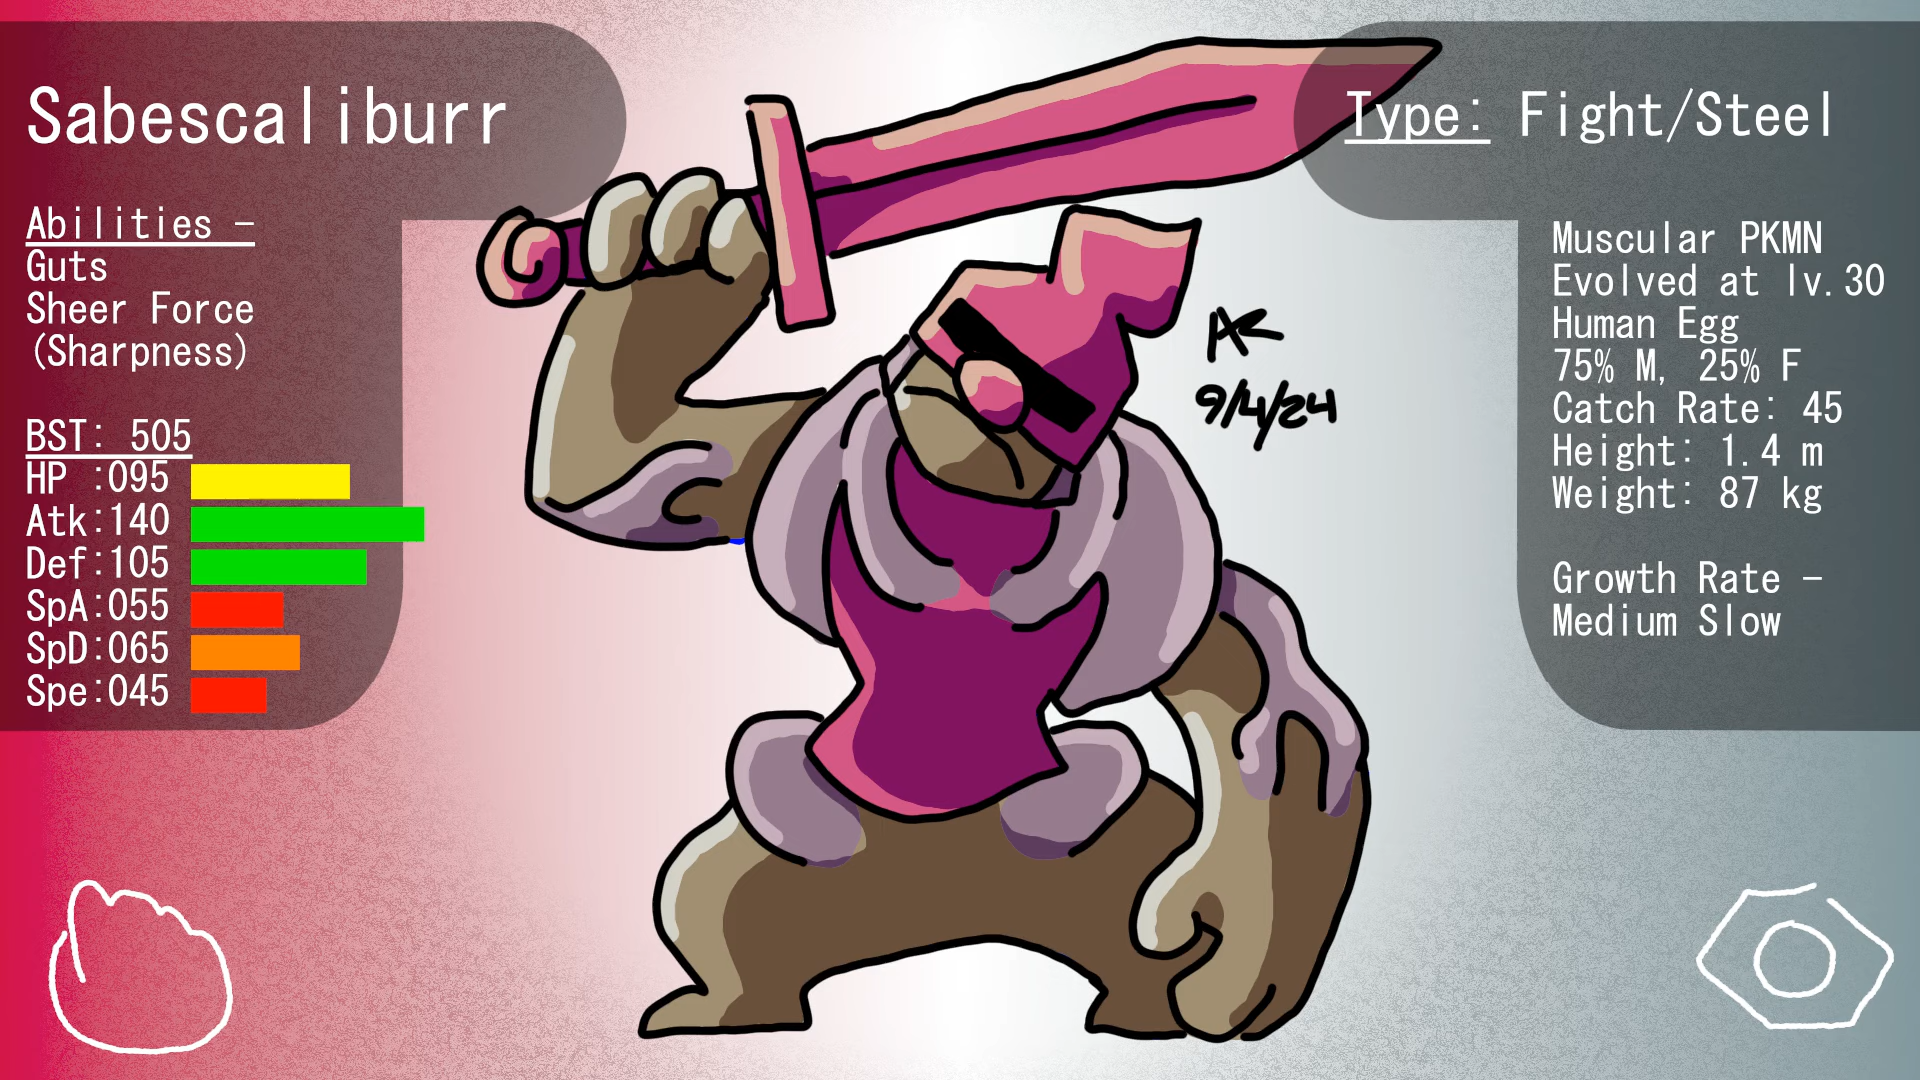 Sabescaliburr
Abilities -
Guts
Sheer Force
(Sharpness)
BST: 505
HP :095
Atk:140
Def:105
SpA:055
SpD:065
Spe:045
Type: Fight/Steel
Muscular PKMN
Evolved at lv.30
Human Egg
75% M, 25% F
Catch Rate: 45
Height: 1.4 m
Weight: 87 kg
Growth Rate -
Medium Slow
9/4/24